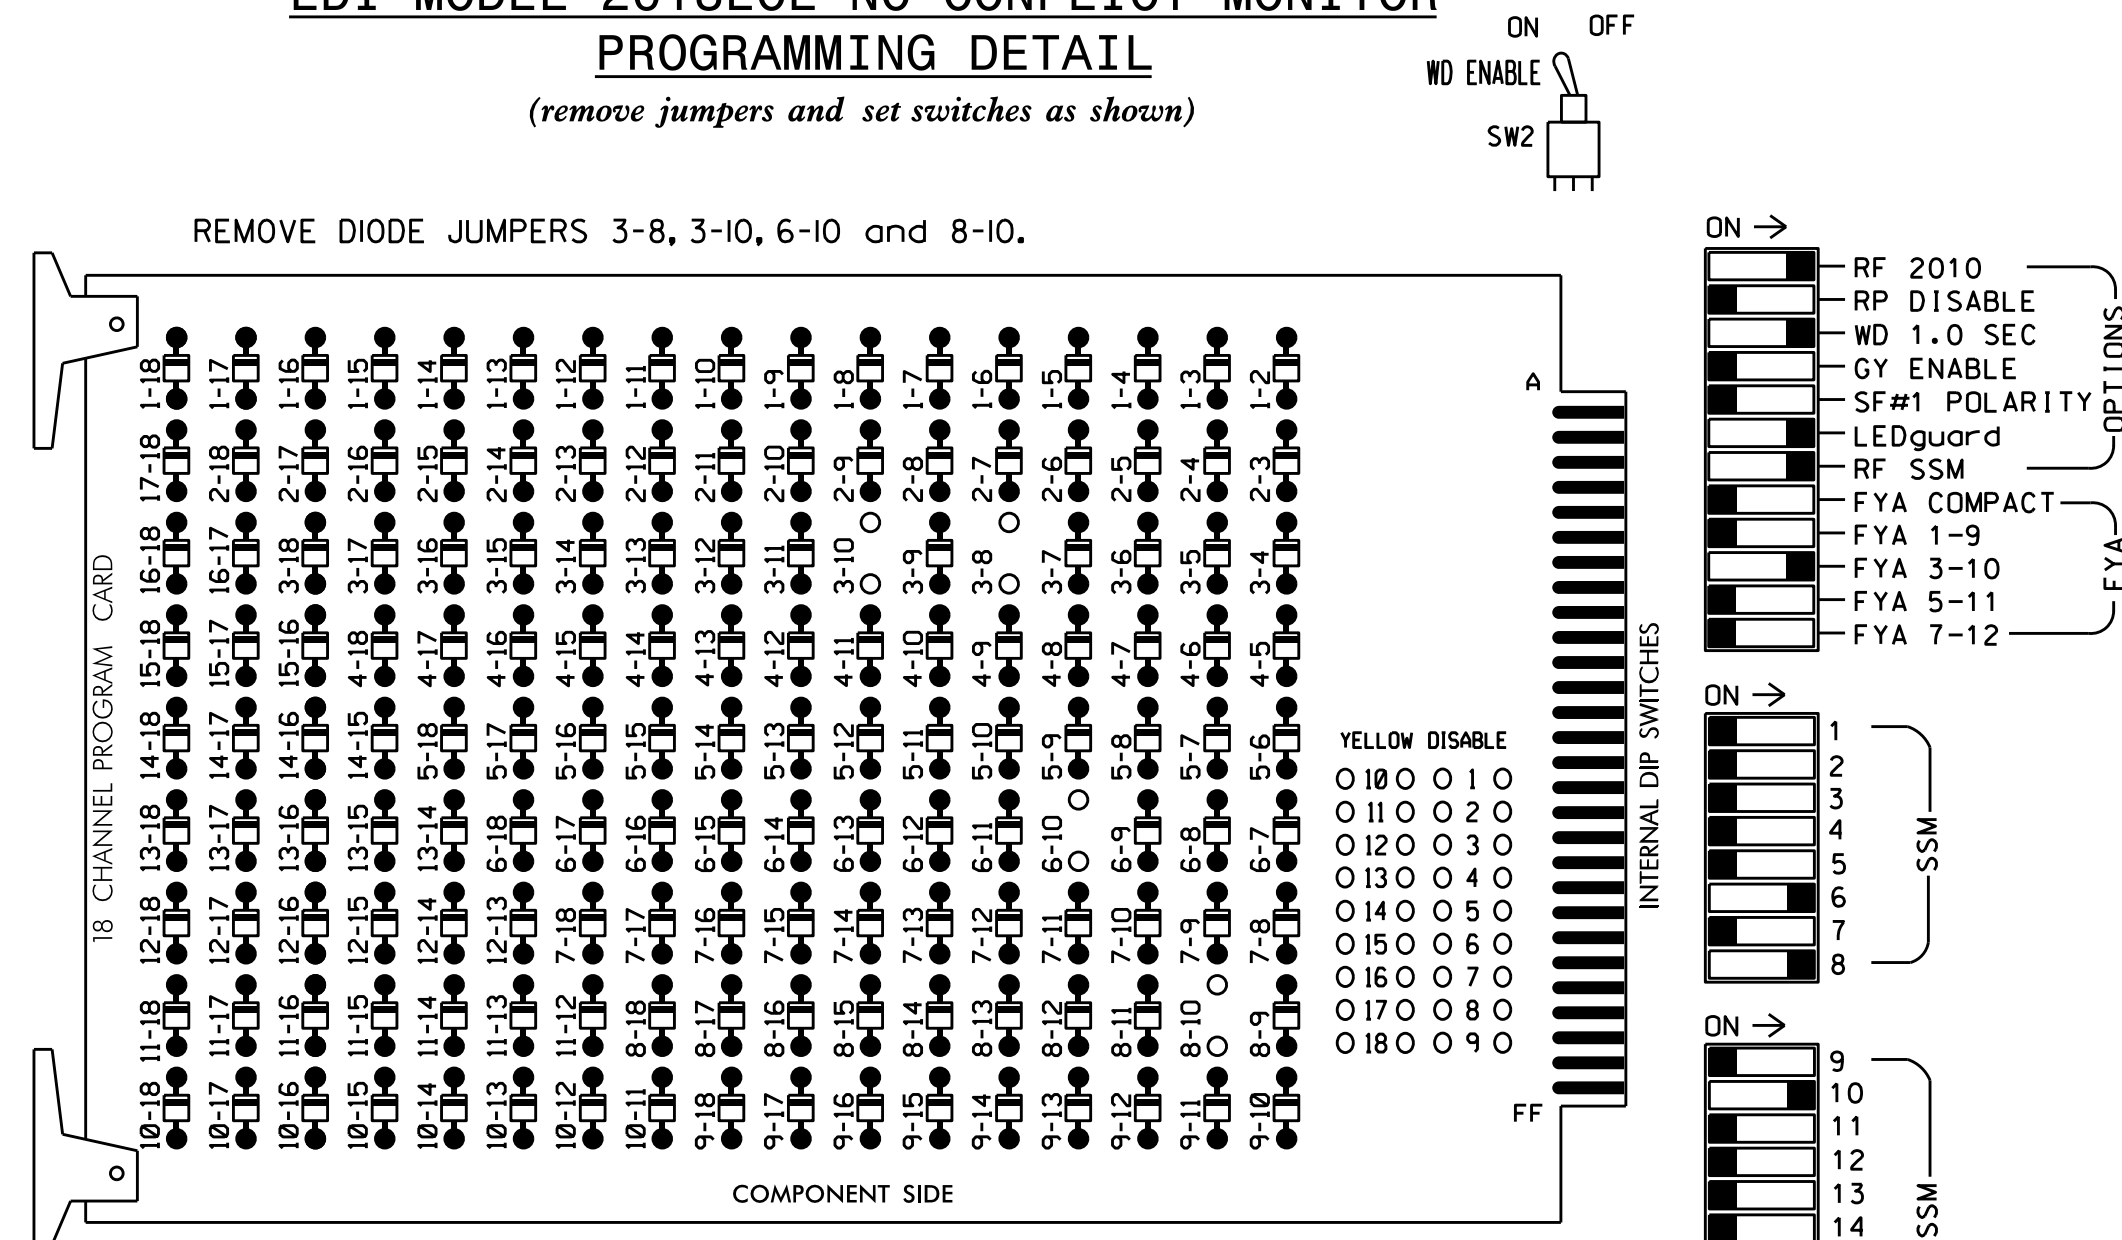 PROGRAMMING DETAIL
(remove jumpers and set switches as shown)
ON OFF
WD ENABLE
SW2
REMOVE DIODE JUMPERS 3-8, 3-10, 6-10 and 8-10.
18 CHANNEL PROGRAM CARD
1-18 1-17 1-16 1-15 1-14 1-13 1-12 1-11 1-10 1-9 1-8 1-7 1-6 1-5 1-4 1-3 1-2
17-18 2-18 2-17 2-16 2-15 2-14 2-13 2-12 2-11 2-10 2-9 2-8 2-7 2-6 2-5 2-4 2-3
16-18 16-17 3-18 3-17 3-16 3-15 3-14 3-13 3-12 3-11 3-10 3-9 3-8 3-7 3-6 3-5 3-4
15-18 15-17 15-16 4-18 4-17 4-16 4-15 4-14 4-13 4-12 4-11 4-10 4-9 4-8 4-7 4-6 4-5
14-18 14-17 14-16 14-15 5-18 5-17 5-16 5-15 5-14 5-13 5-12 5-11 5-10 5-9 5-8 5-7 5-6
13-18 13-17 13-16 13-15 13-14 6-18 6-17 6-16 6-15 6-14 6-13 6-12 6-11 6-10 6-9 6-8 6-7
12-18 12-17 12-16 12-15 12-14 12-13 7-18 7-17 7-16 7-15 7-14 7-13 7-12 7-11 7-10 7-9 7-8
11-18 11-17 11-16 11-15 11-14 11-13 11-12 8-18 8-17 8-16 8-15 8-14 8-13 8-12 8-11 8-10 8-9
10-18 10-17 10-16 10-15 10-14 10-13 10-12 10-11 9-18 9-17 9-16 9-15 9-14 9-13 9-12 9-11 9-10
COMPONENT SIDE
YELLOW DISABLE
10 1
11 2
12 3
13 4
14 5
15 6
16 7
17 8
18 9
A
FF
INTERNAL DIP SWITCHES
ON →
RF 2010
RP DISABLE
WD 1.0 SEC
GY ENABLE
SF#1 POLARITY
LEDguard
RF SSM
OPTIONS
FYA COMPACT
FYA 1-9
FYA 3-10
FYA 5-11
FYA 7-12
FYA
ON →
1
2
3
4
5
6
7
8
SSM
ON →
9
10
11
12
13
14
SSM